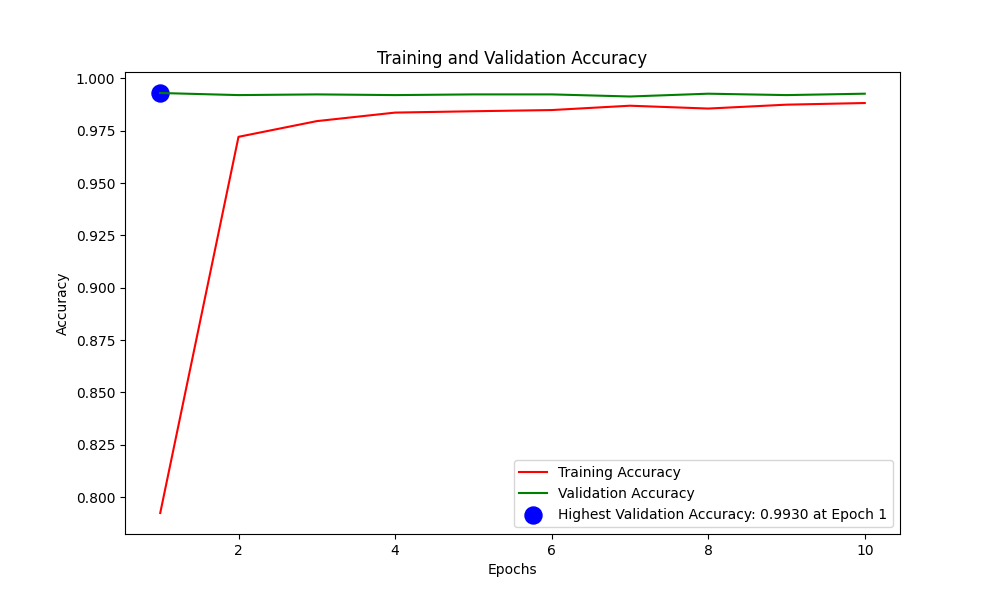 Training and Validation Accuracy
1.000
0.975
0.950
0.925
0.900
0.875
0.850
0.825
0.800
Accuracy
2 4 6 8 10
Epochs
Training Accuracy
Validation Accuracy
Highest Validation Accuracy: 0.9930 at Epoch 1